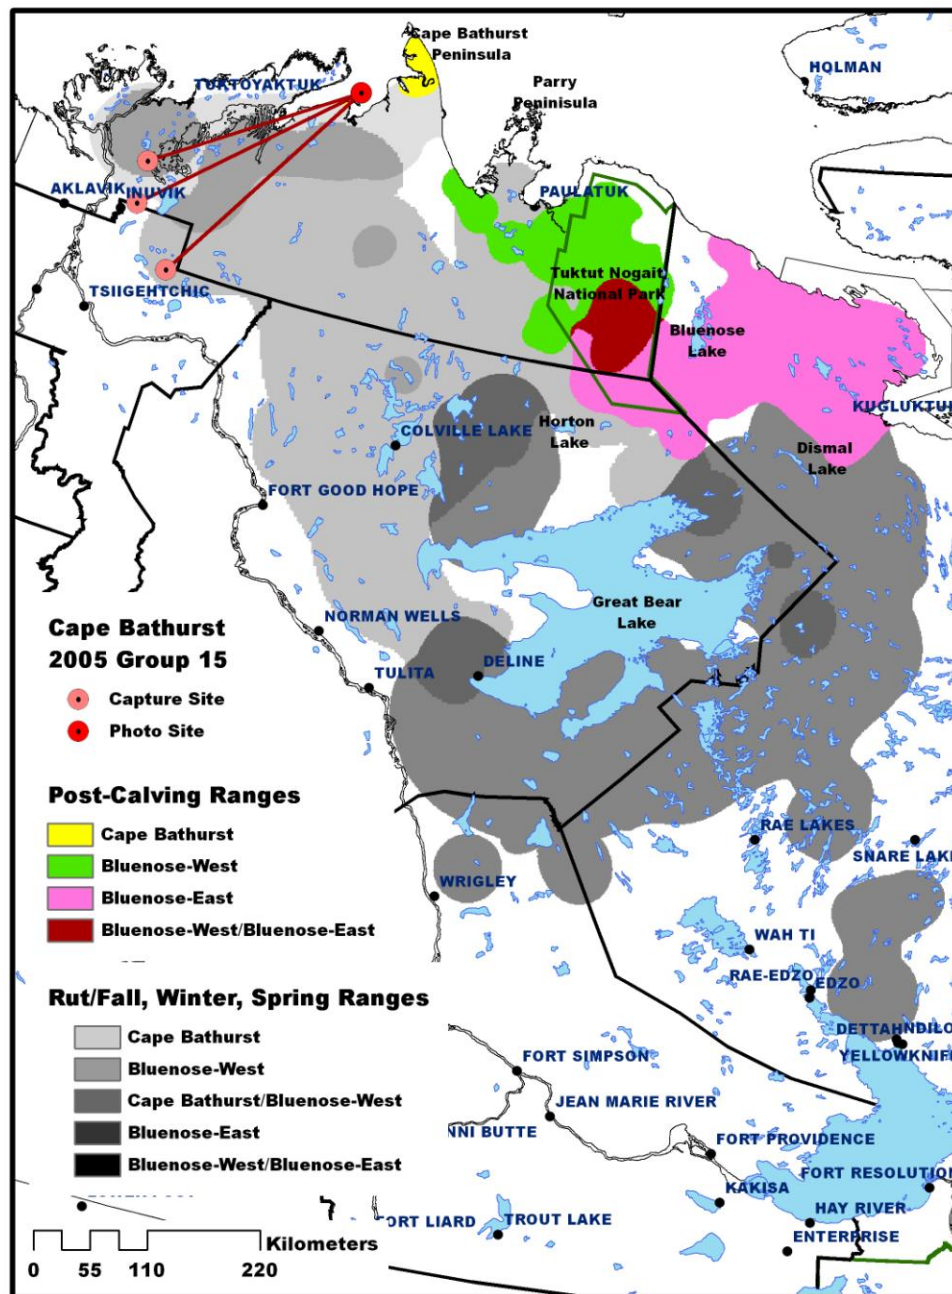 Cape Bathurst
Peninsula
HOLMAN
TUKTOYAKTUK
Parry
Peninisula
AKLAVIK
INUVIK
PAULATUK
Tuktut Nogait
National Park
TSIIGEHTCHIC
Bluenose
Lake
KUGLUKTUK
Horton
Lake
COLVILLE LAKE
Dismal
Lake
FORT GOOD HOPE
Great Bear
Lake
NORMAN WELLS
Cape Bathurst
2005 Group 15
DELINE
TULITA
Capture Site
Photo Site
Post-Calving Ranges
Cape Bathurst
Bluenose-West
Bluenose-East
Bluenose-West/Bluenose-East
RAE LAKES
SNARE LAKE
WRIGLEY
WAH TI
RAE-EDZO
EDZO
Rut/Fall, Winter, Spring Ranges
Cape Bathurst
Bluenose-West
Cape Bathurst/Bluenose-West
Bluenose-East
Bluenose-West/Bluenose-East
DETTAH
NDILO
YELLOWKNIF
FORT SIMPSON
JEAN MARIE RIVER
NNI BUTTE
FORT PROVIDENCE
FORT RESOLUTION
KAKISA
HAY RIVER
ORT LIARD
TROUT LAKE
ENTERPRISE
Kilometers
0 55 110 220